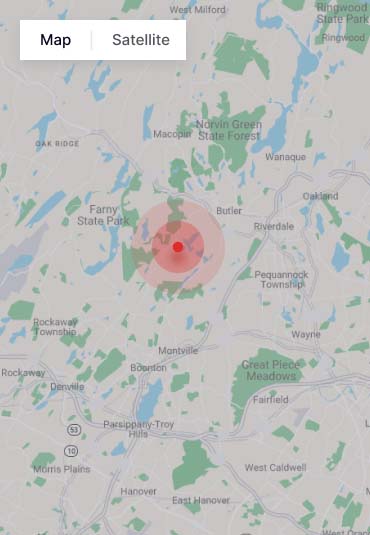 West Milford
Ringwood
State Park
Map
Satellite
Ringwood
Norvin Green
State Forest
Macopin
OAK RIDGE
Wanaque
Oakland
Farny
State Park
Butler
Riverdale
Pequannock
Township
Rockaway
Township
Wayne
Montville
Boonton
Great Piece
Meadows
Rockaway
Denville
Fairfield
Parsippany-Troy
Hills
53
10
Morris Plains
West Caldwell
Hanover
East Hanover